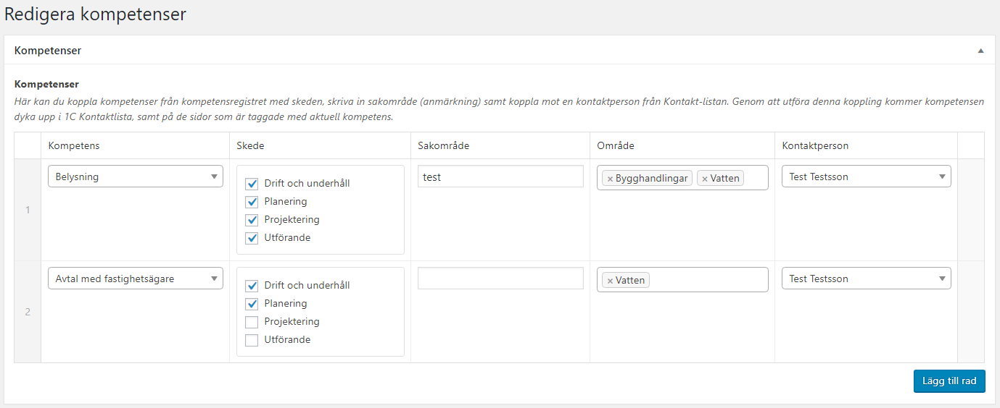 Redigera kompetenser
Kompetenser
Kompetenser
Här kan du koppla kompetenser från kompetensregistret med skeden, skriva in sakområde (anmärkning) samt koppla mot en kontaktperson från Kontakt-listan. Genom att utföra denna koppling kommer kompetensen
dyka upp i 1C Kontaktlista, samt på de sidor som är taggade med aktuell kompetens.
Kompetens Skede Sakområde Område Kontaktperson
1
Belysning
Drift och underhåll
Planering
Projektering
Utförande
test
× Bygghandlingar × Vatten
Test Testsson
2
Avtal med fastighetsägare
Drift och underhåll
Planering
Projektering
Utförande
× Vatten
Test Testsson
Lägg till rad